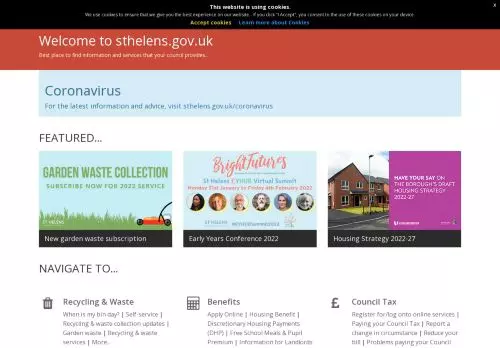 This website is using cookies.
x
We use cookies to ensure that we give you the best experience on our website. If you click "I Accept", you consent to the use of these cookies on your device.
Accept cookies Learn more about Cookies
Welcome to sthelens.gov.uk
Best place to find information and services that your council provides.
Coronavirus
For the latest information and advice, visit sthelens.gov.uk/coronavirus
FEATURED...
GARDEN WASTE COLLECTION
SUBSCRIBE NOW FOR 2022 SERVICE
ST HELENS
New garden waste subscription
Bright Futures
St Helens EYFUR Virtual Summit
Monday 31st January to Friday 4th February 2022
ST HELENS
Early Years Conference 2022
HAVE YOUR SAY ON
THE BOROUGH'S DRAFT
HOUSING STRATEGY
2022-27
Housing Strategy 2022-27
NAVIGATE TO...
Recycling & Waste
When is my bin day? | Self-service |
Recycling & waste collection updates |
Garden waste | Recycling & waste
services | More..
Benefits
Apply Online | Housing Benefit |
Discretionary Housing Payments
(DHP) | Free School Meals & Pupil
Premium | Information for Landlords
£ Council Tax
Register for/log onto online services |
Paying your Council Tax | Report a
change in circumstance | Reduce your
bill | Problems paying your Council